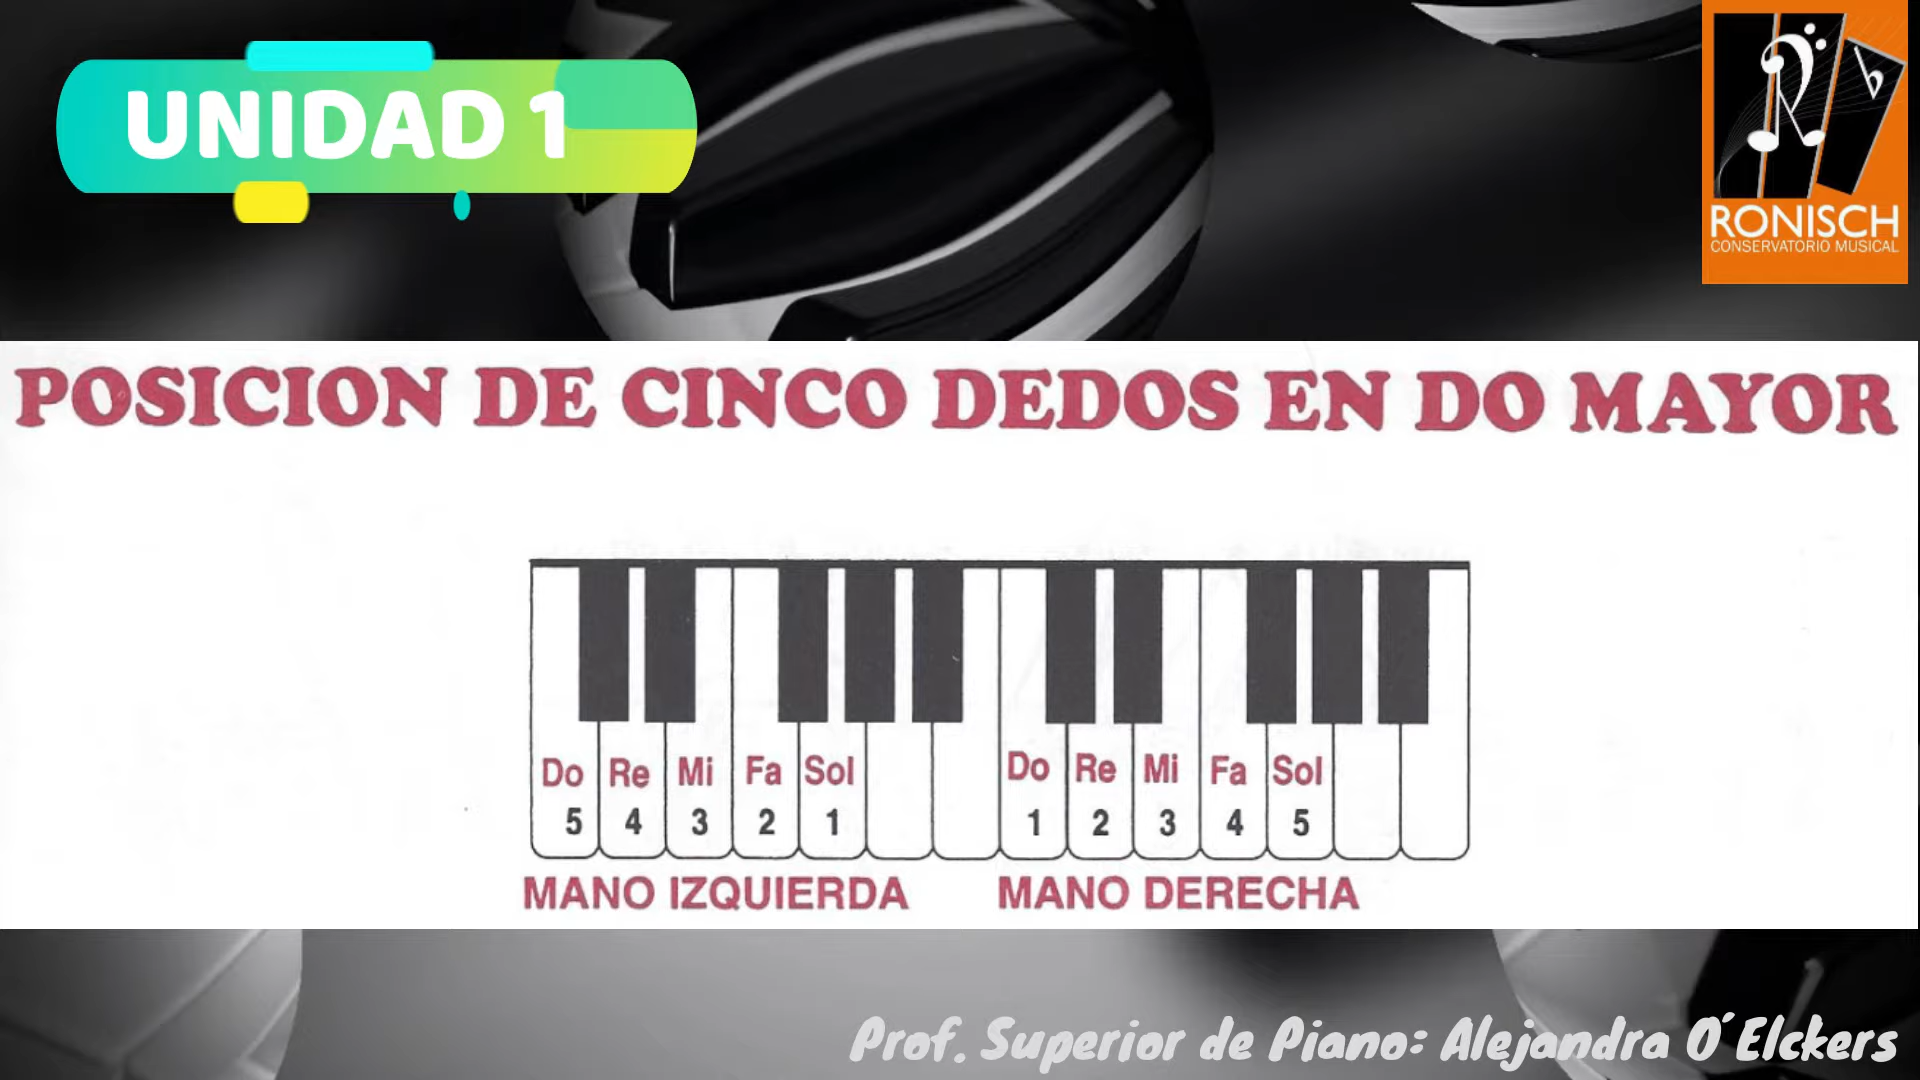 UNIDAD 1
RONISCH
CONSERVATORIO MUSICAL
POSICION DE CINCO DEDOS EN DO MAYOR
Do Re Mi Fa Sol Do Re Mi Fa Sol
5 4 3 2 1 1 2 3 4 5
MANO IZQUIERDA MANO DERECHA
Prof. Superior de Piano: Alejandra O´Elckers